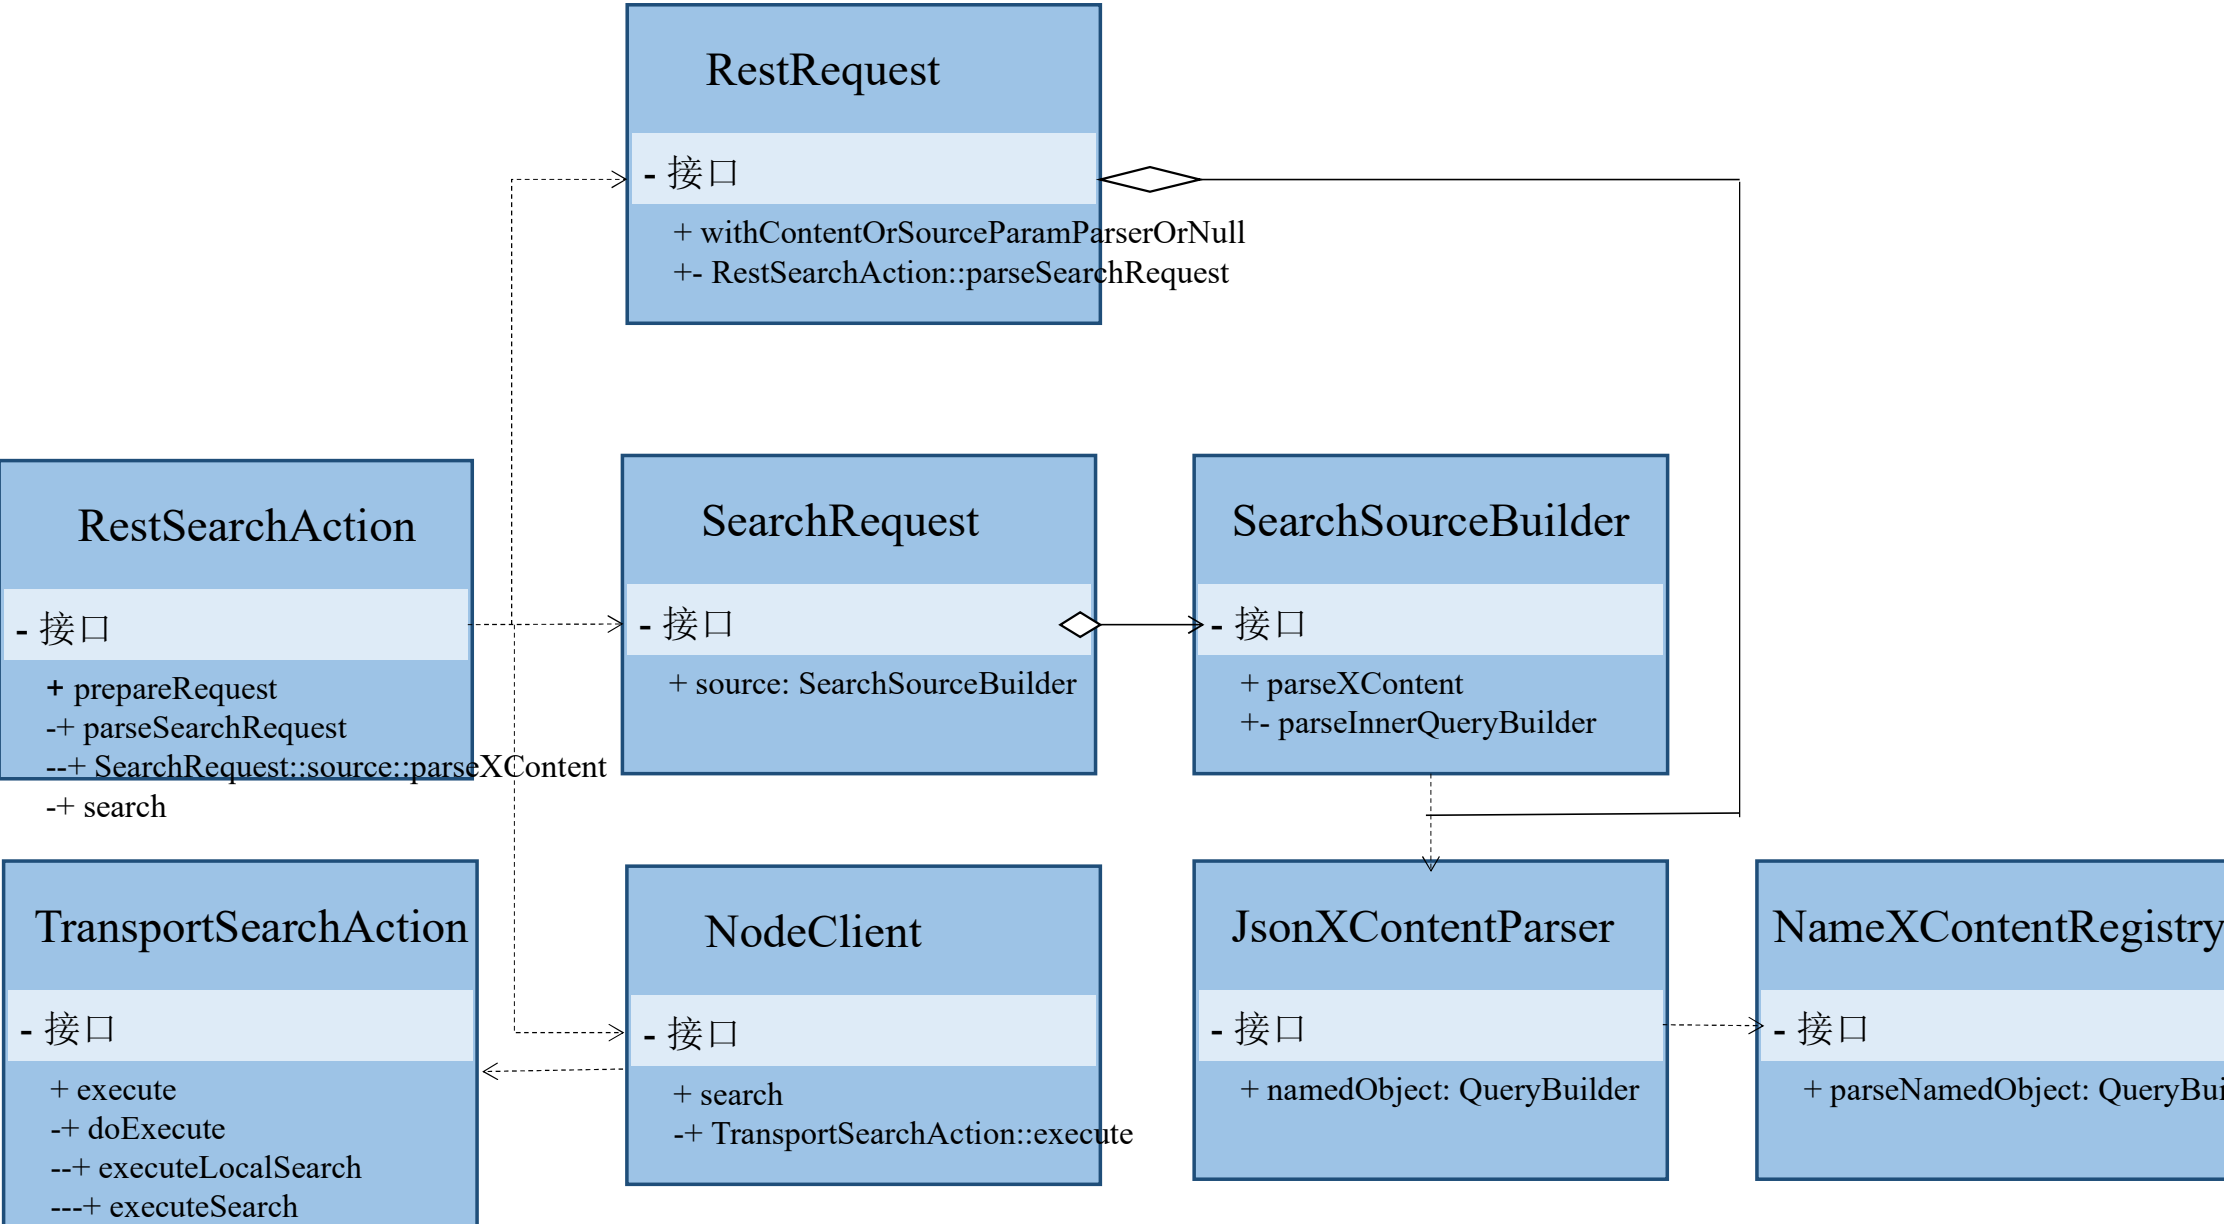 RestRequest
- 接口
+ withContentOrSourceParamParserOrNull
+- RestSearchAction::parseSearchRequest
RestSearchAction
- 接口
+ prepareRequest
-+ parseSearchRequest
--+ SearchRequest::source::parseXContent
-+ search
SearchRequest
- 接口
+ source: SearchSourceBuilder
SearchSourceBuilder
- 接口
+ parseXContent
+- parseInnerQueryBuilder
TransportSearchAction
- 接口
+ execute
-+ doExecute
--+ executeLocalSearch
---+ executeSearch
NodeClient
- 接口
+ search
-+ TransportSearchAction::execute
JsonXContentParser
- 接口
+ namedObject: QueryBuilder
NameXContentRegistry
- 接口
+ parseNamedObject: